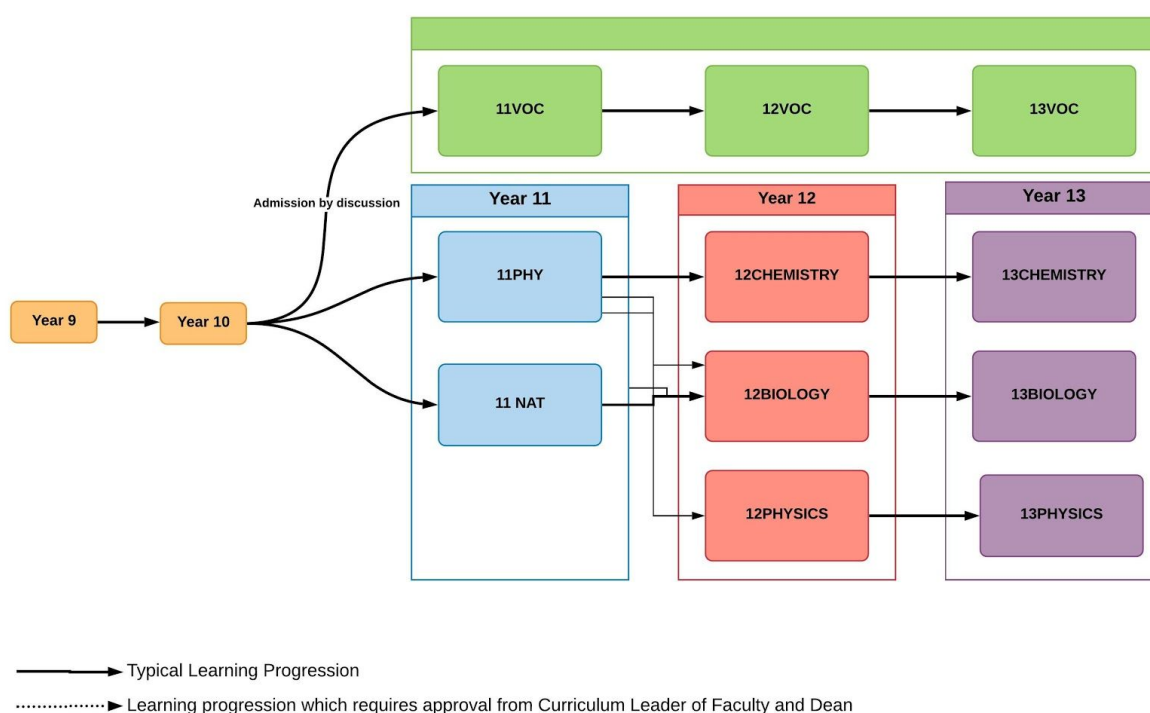 11VOC
12VOC
13VOC
Admission by discussion
Year 11
Year 12
Year 13
11PHY
12CHEMISTRY
13CHEMISTRY
Year 9
Year 10
11 NAT
12BIOLOGY
13BIOLOGY
12PHYSICS
13PHYSICS
Typical Learning Progression
Learning progression which requires approval from Curriculum Leader of Faculty and Dean